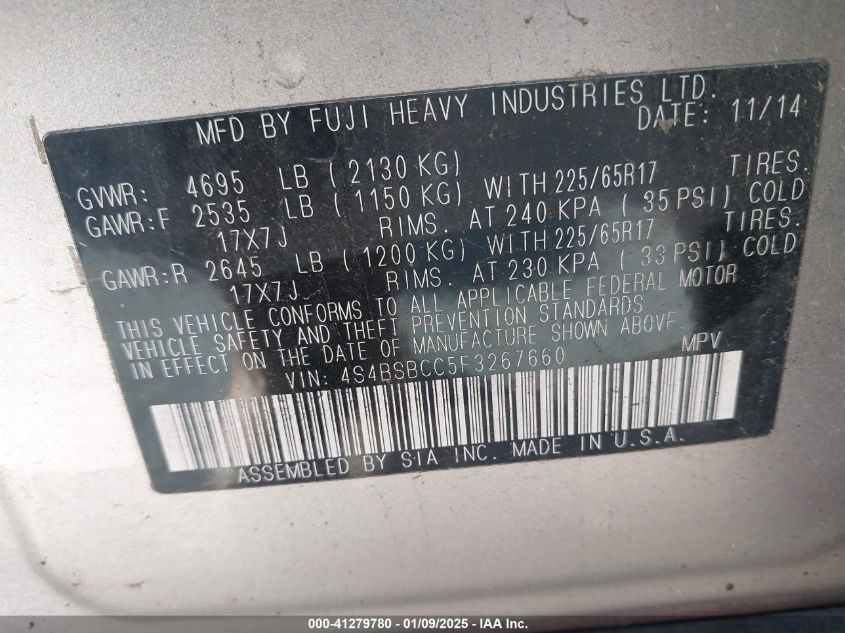 MFD BY FUJI HEAVY INDUSTRIES LTD.
DATE: 11/14
GVWR: 4695 LB ( 2130 KG)
GAWR:F 2535 LB ( 1150 KG) WITH 225/65R17 TIRES.
17X7J RIMS. AT 240 KPA ( 35 PSI) COLD
GAWR:R 2645 LB ( 1200 KG) WITH 225/65R17 TIRES.
17X7J RIMS. AT 230 KPA ( 33 PSI) COLD
THIS VEHICLE CONFORMS TO ALL APPLICABLE FEDERAL MOTOR
VEHICLE SAFETY AND THEFT PREVENTION STANDARDS
IN EFFECT ON THE DATE OF MANUFACTURE SHOWN ABOVE.
VIN: 4S4BSBCC5F3267660 MPV
ASSEMBLED BY SIA INC. MADE IN U.S.A.
000-41279780 - 01/09/2025 - IAA Inc.